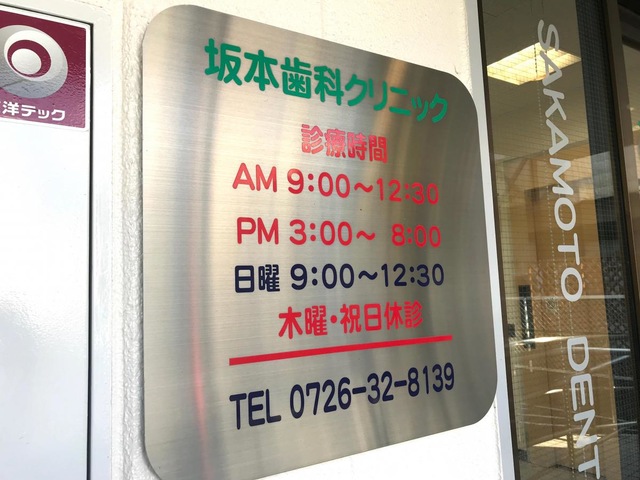 洋テック
坂本歯科クリニック
診療時間
AM 9:00～12:30
PM 3:00～ 8:00
日曜 9:00～12:30
木曜・祝日休診
TEL 0726-32-8139
SAKAMOTO DENT